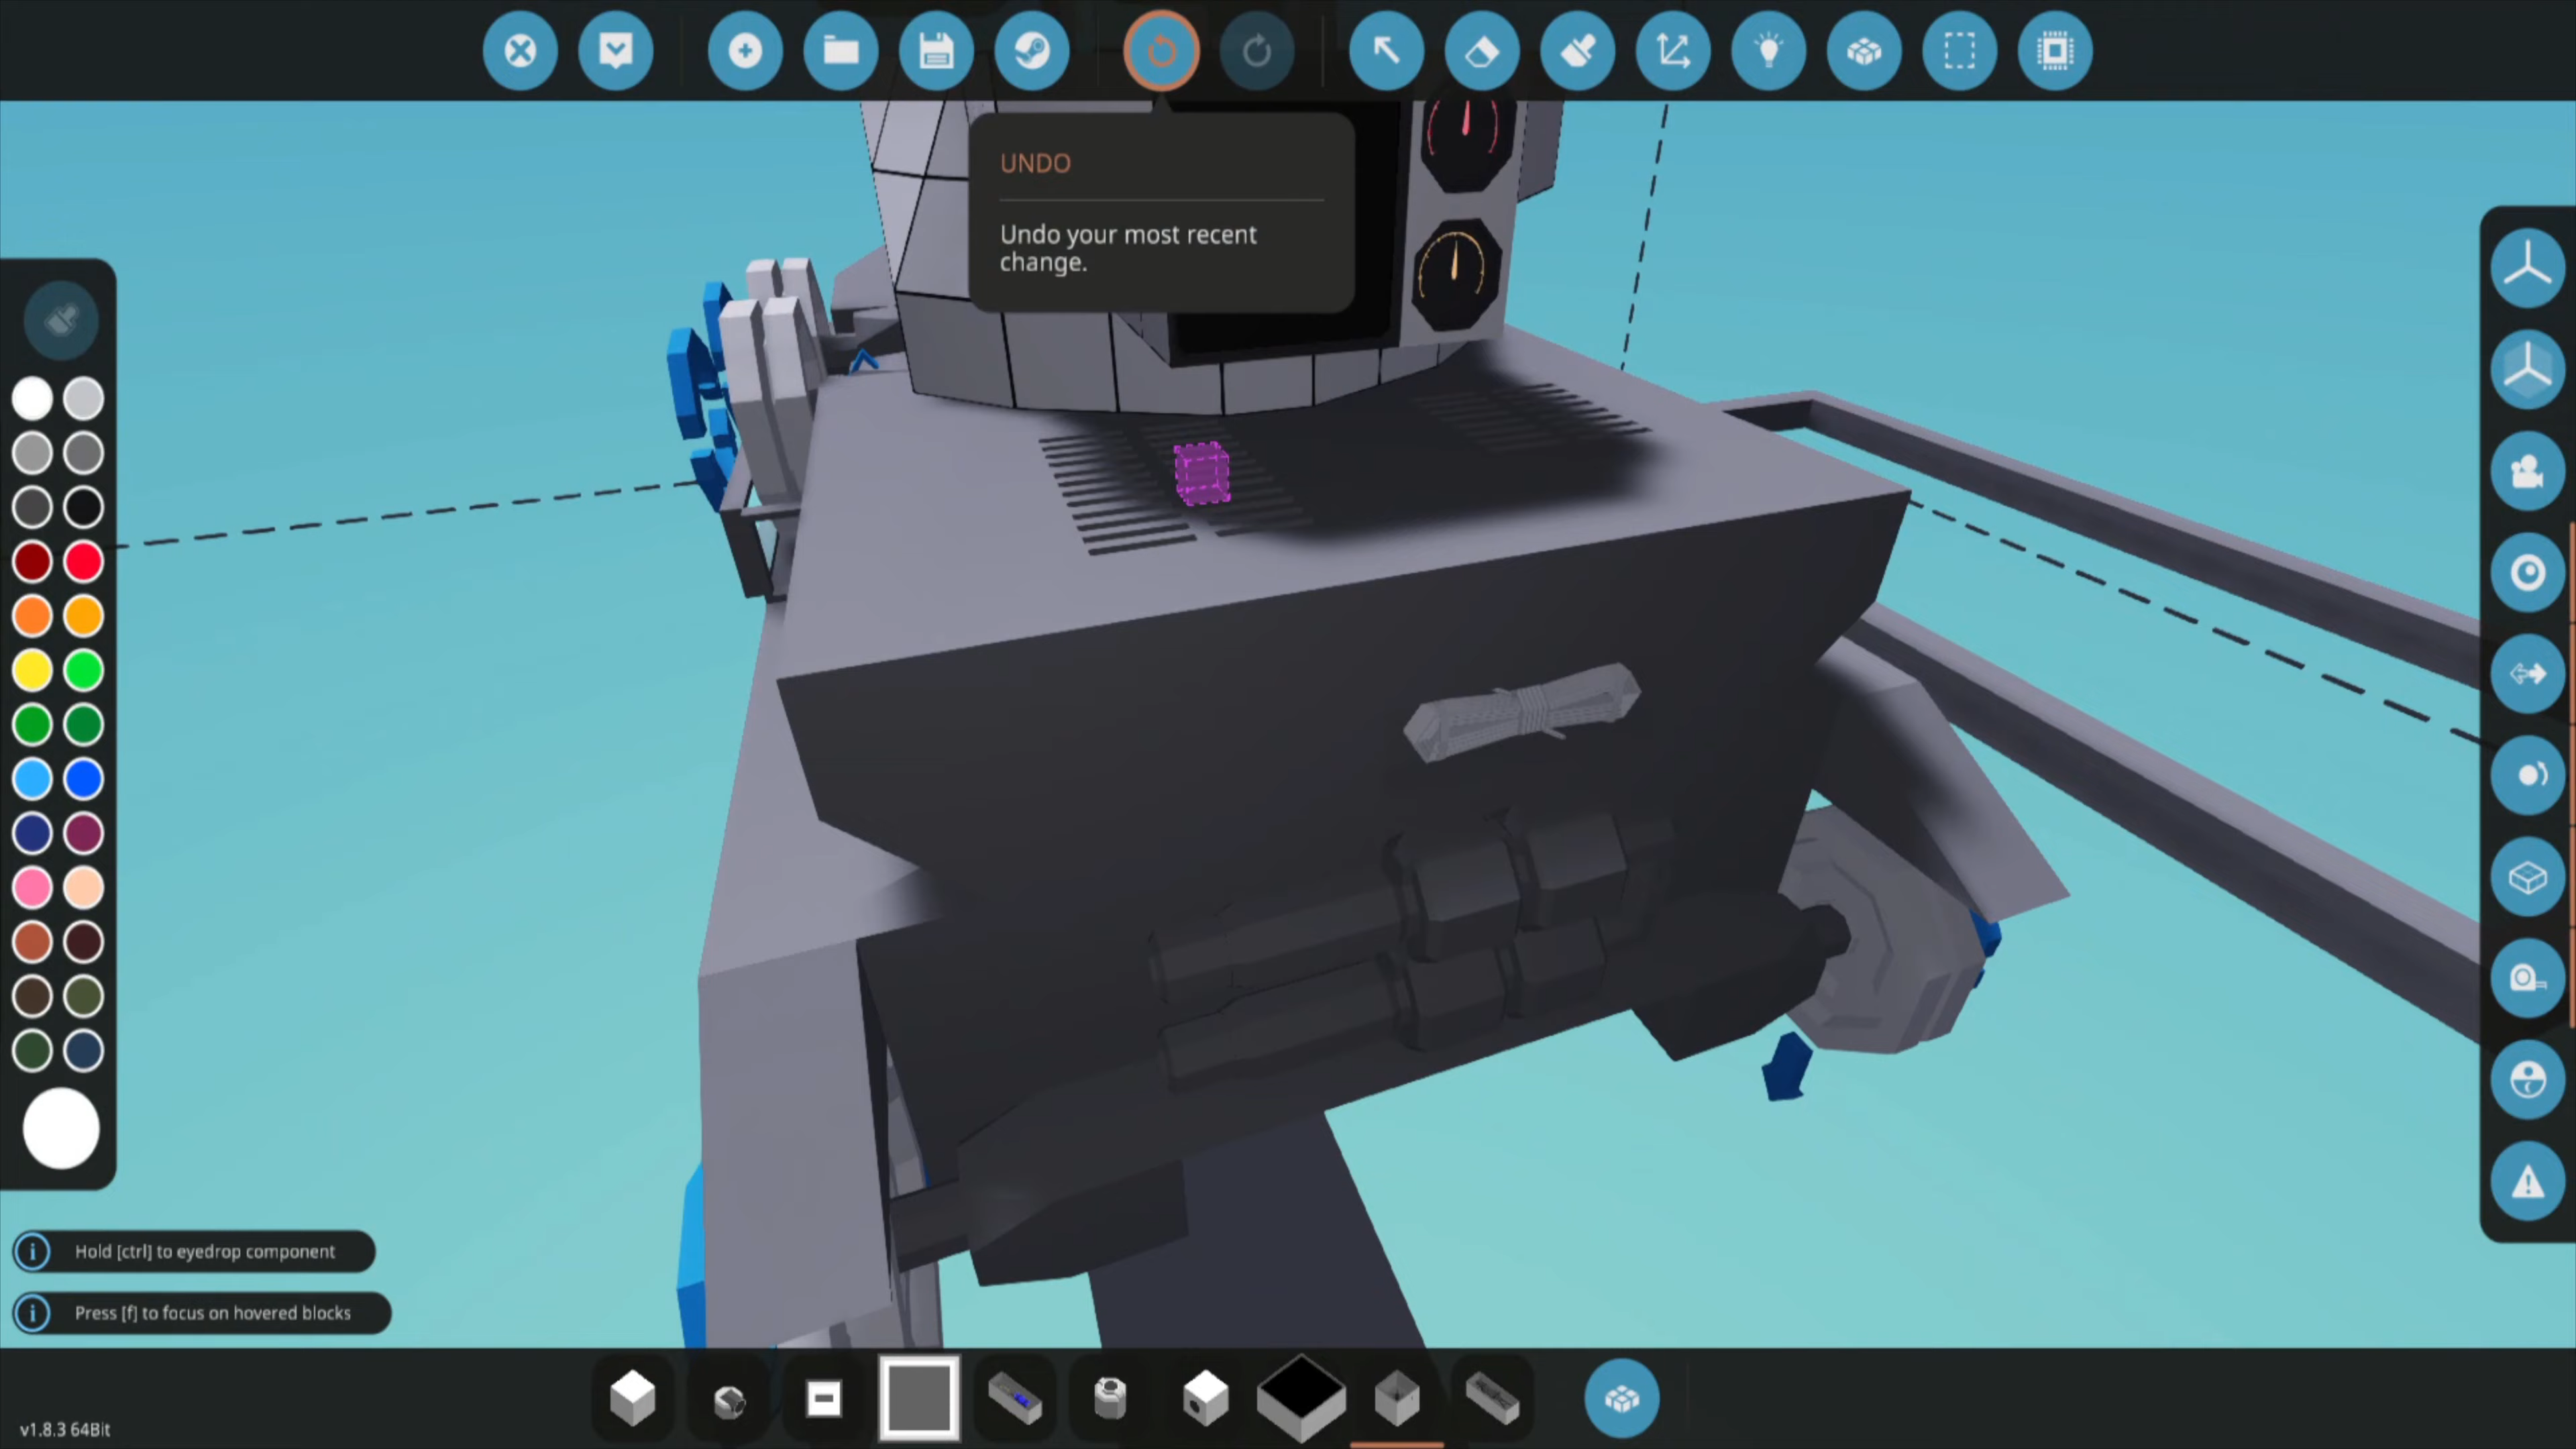 UNDO
Undo your most recent
change.
Hold [ctrl] to eyedrop component
Press [f] to focus on hovered blocks
v1.8.3 64Bit